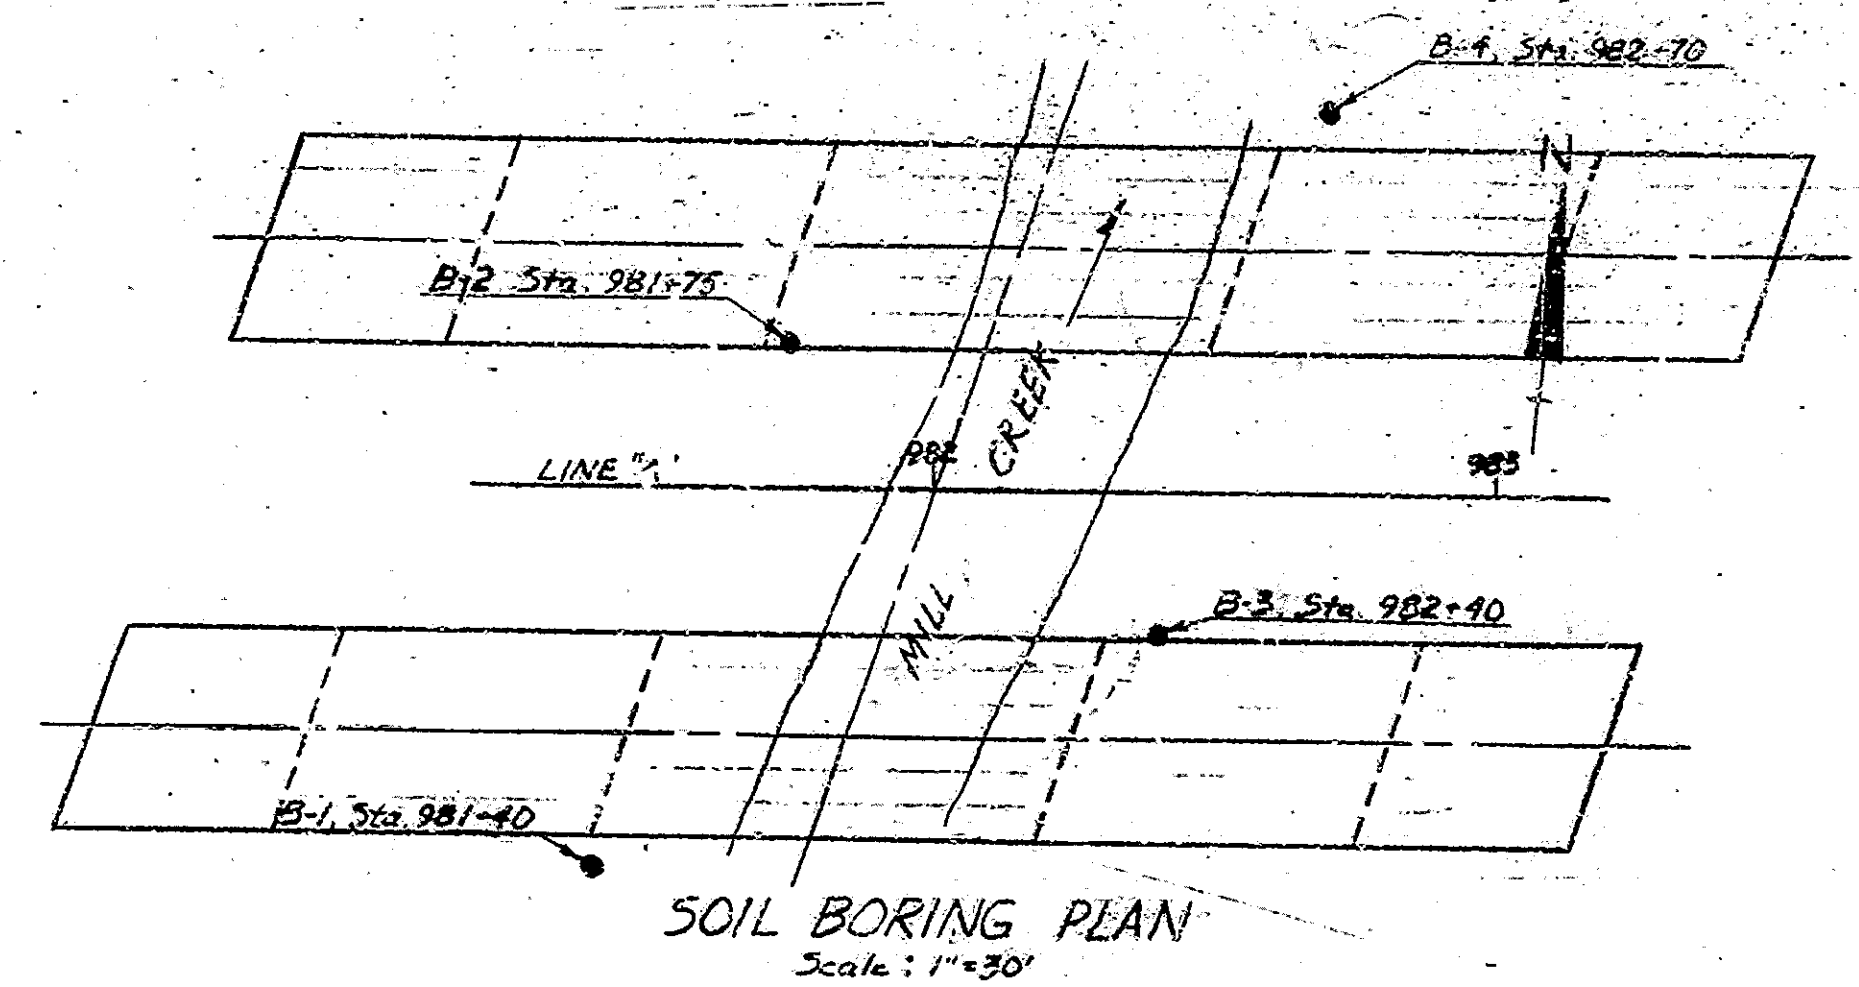 B-4, Sta. 982+70
N
B-2 Sta. 981+75
CREEK
982
LINE "A"
983
B-3, Sta. 982+40
MILL
B-1, Sta. 981+40
SOIL BORING PLAN
Scale: 1"=30'